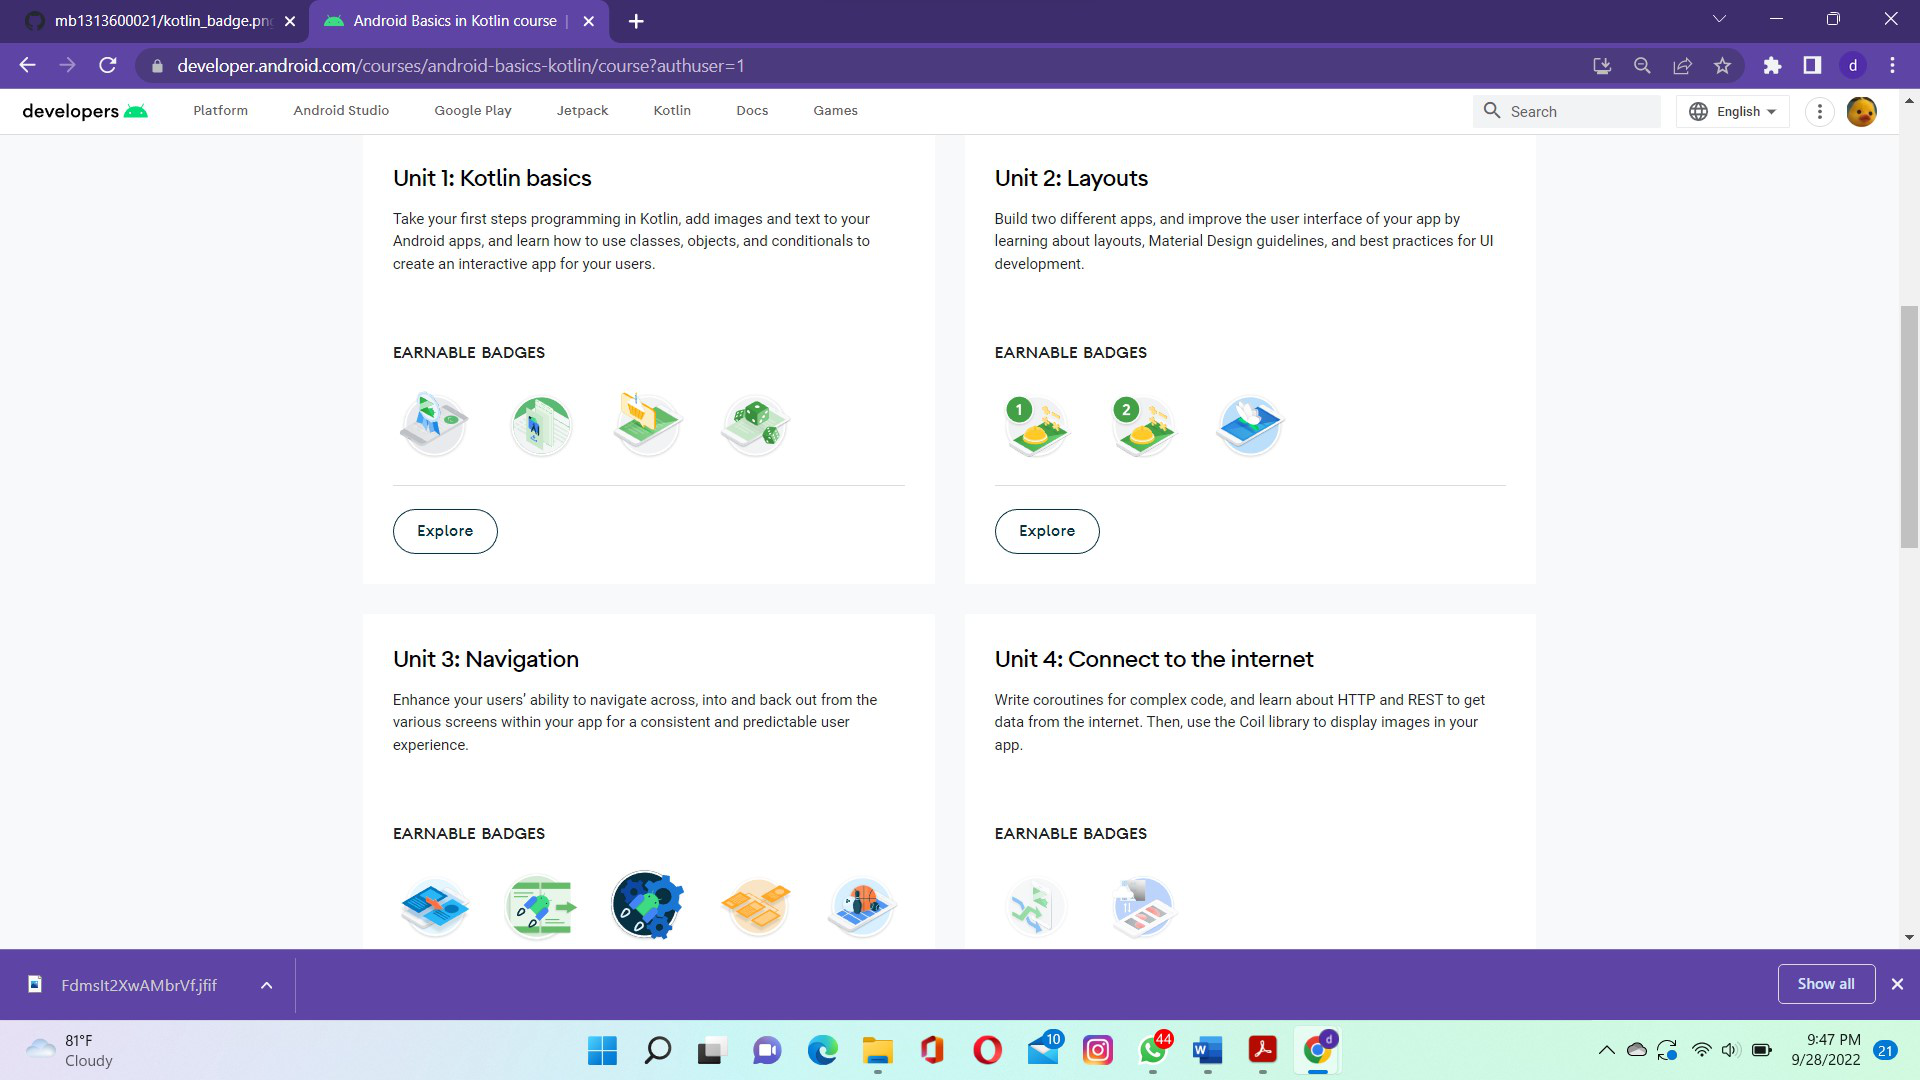 mb1313600021/kotlin_badge.png
Android Basics in Kotlin course |
developer.android.com/courses/android-basics-kotlin/course?authuser=1
d
developers
Platform
Android Studio
Google Play
Jetpack
Kotlin
Docs
Games
Search
English
Unit 1: Kotlin basics
Take your first steps programming in Kotlin, add images and text to your
Android apps, and learn how to use classes, objects, and conditionals to
create an interactive app for your users.
EARNABLE BADGES
Explore
Unit 2: Layouts
Build two different apps, and improve the user interface of your app by
learning about layouts, Material Design guidelines, and best practices for UI
development.
EARNABLE BADGES
1
2
Explore
Unit 3: Navigation
Enhance your users’ ability to navigate across, into and back out from the
various screens within your app for a consistent and predictable user
experience.
EARNABLE BADGES
Unit 4: Connect to the internet
Write coroutines for complex code, and learn about HTTP and REST to get
data from the internet. Then, use the Coil library to display images in your
app.
EARNABLE BADGES
FdmsIt2XwAMbrVf.jfif
Show all
81°F
Cloudy
10
44
W
d
9:47 PM
9/28/2022
21